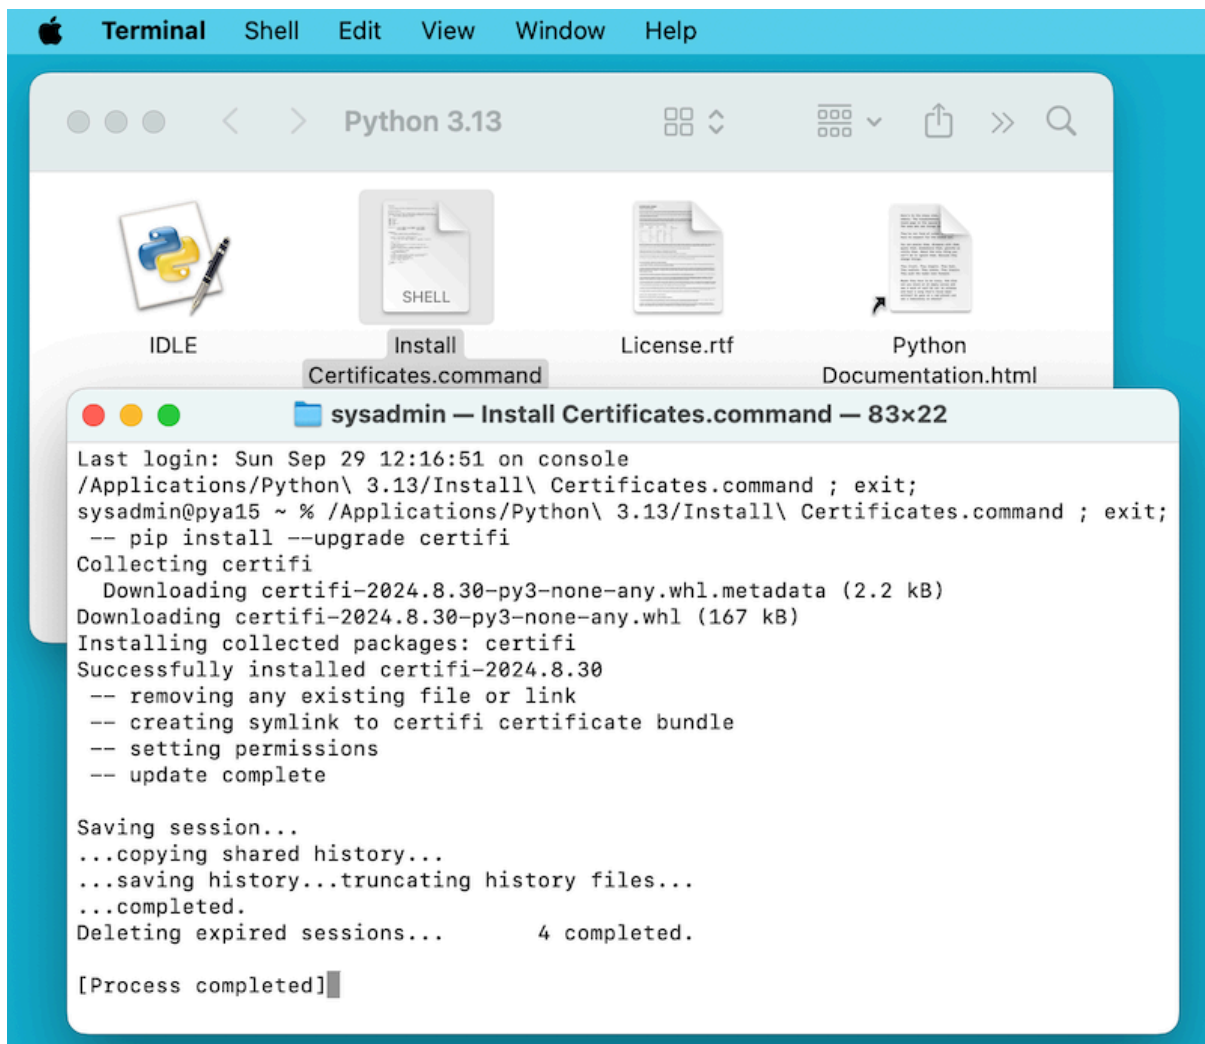 Terminal Shell Edit View Window Help
Python 3.13
SHELL
IDLE
Install
Certificates.command
License.rtf
Python
Documentation.html
sysadmin — Install Certificates.command — 83×22
Last login: Sun Sep 29 12:16:51 on console
/Applications/Python\ 3.13/Install\ Certificates.command ; exit;
sysadmin@pya15 ~ % /Applications/Python\ 3.13/Install\ Certificates.command ; exit;
 -- pip install --upgrade certifi
Collecting certifi
  Downloading certifi-2024.8.30-py3-none-any.whl.metadata (2.2 kB)
Downloading certifi-2024.8.30-py3-none-any.whl (167 kB)
Installing collected packages: certifi
Successfully installed certifi-2024.8.30
 -- removing any existing file or link
 -- creating symlink to certifi certificate bundle
 -- setting permissions
 -- update complete
Saving session...
...copying shared history...
...saving history...truncating history files...
...completed.
Deleting expired sessions...       4 completed.
[Process completed]